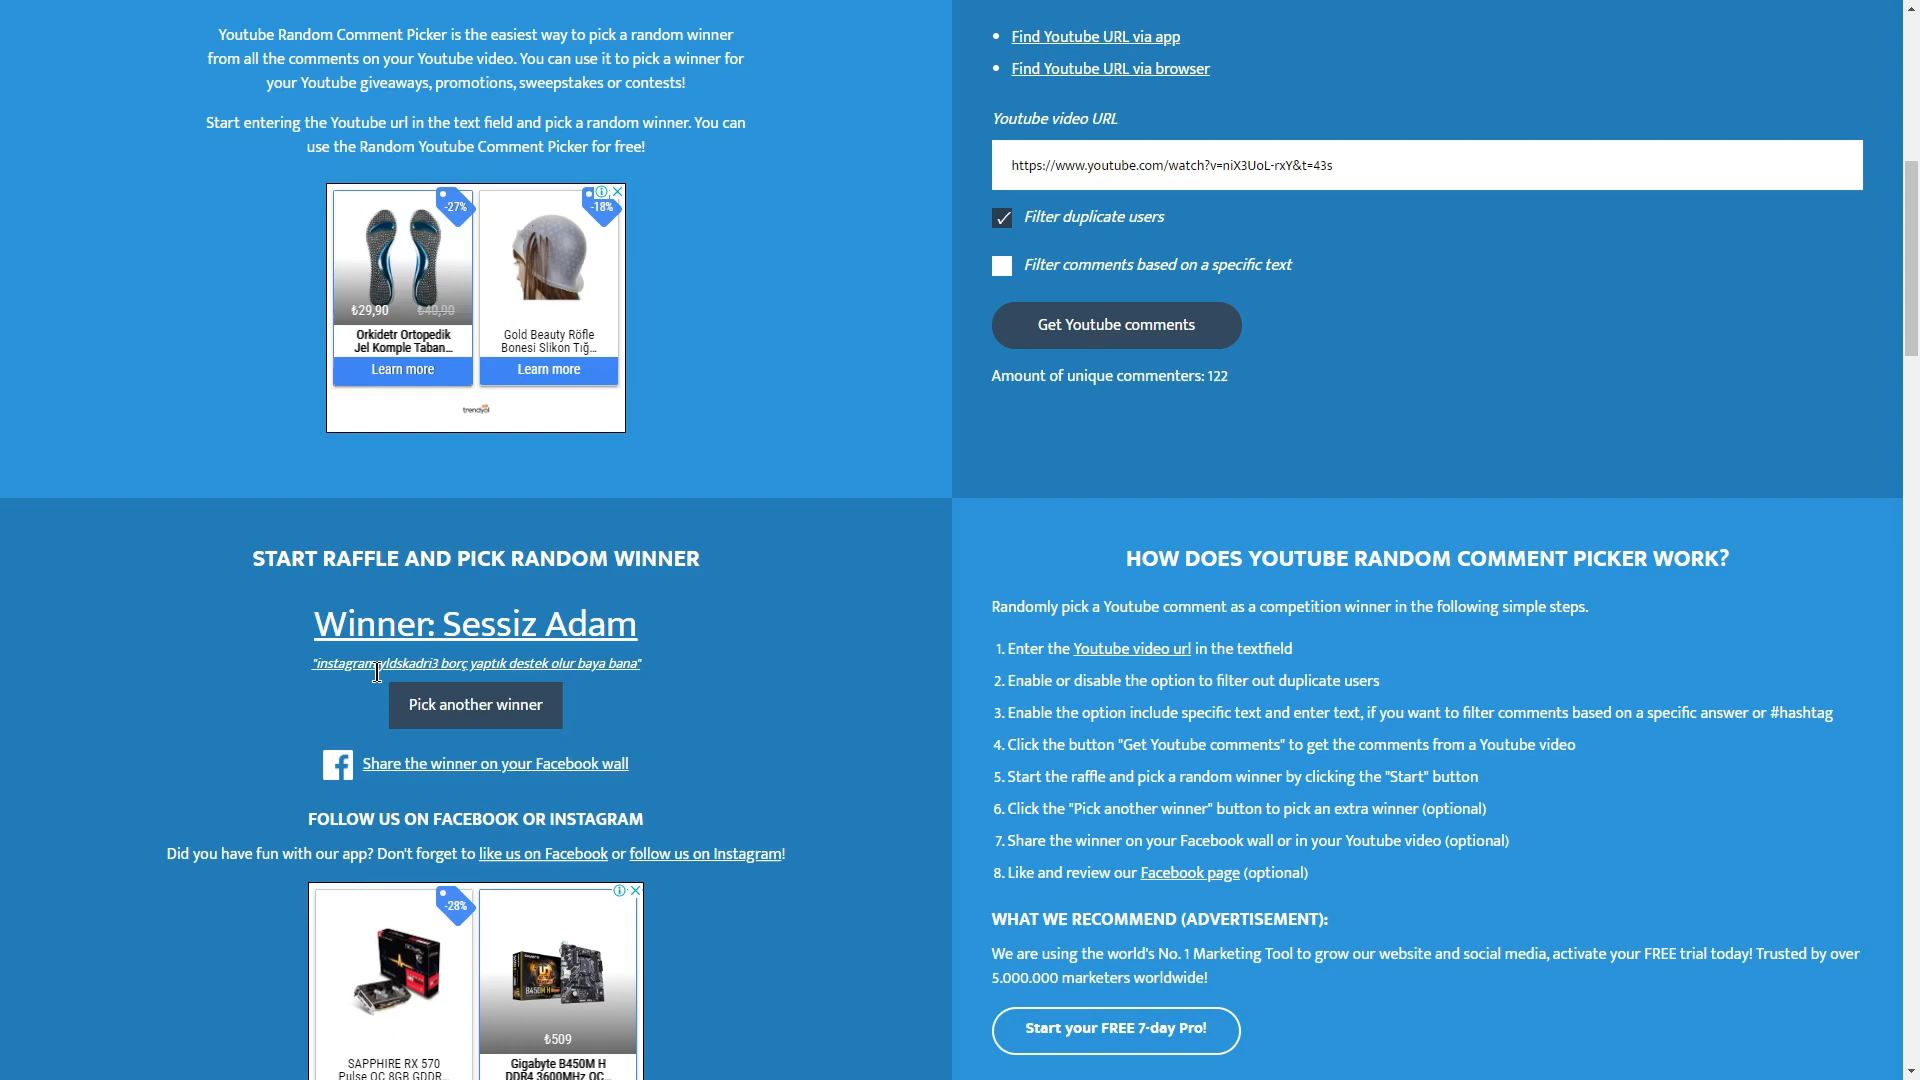 Youtube Random Comment Picker is the easiest way to pick a random winner
from all the comments on your Youtube video. You can use it to pick a winner for
your Youtube giveaways, promotions, sweepstakes or contests!
Start entering the Youtube url in the text field and pick a random winner. You can
use the Random Youtube Comment Picker for free!
-27%
-18%
₺29,90 ₺40,90
Orkidetr Ortopedik
Jel Komple Taban...
Learn more
Gold Beauty Röfle
Bonesi Slikon Tığ...
Learn more
trendyol
Find Youtube URL via app
Find Youtube URL via browser
Youtube video URL
https://www.youtube.com/watch?v=niX3UoL-rxY&t=43s
Filter duplicate users
Filter comments based on a specific text
Get Youtube comments
Amount of unique commenters: 122
START RAFFLE AND PICK RANDOM WINNER
Winner: Sessiz Adam
borç yaptık destek olur baya bana"
Pick another winner
Share the winner on your Facebook wall
FOLLOW US ON FACEBOOK OR INSTAGRAM
Did you have fun with our app? Don't forget to like us on Facebook or follow us on Instagram!
-28%
SAPPHIRE RX 570
Pulse OC 8GB GDDR...
B450M H
₺509
Gigabyte B450M H
DDR4 3600MHz OC...
HOW DOES YOUTUBE RANDOM COMMENT PICKER WORK?
Randomly pick a Youtube comment as a competition winner in the following simple steps.
1. Enter the Youtube video url in the textfield
2. Enable or disable the option to filter out duplicate users
3. Enable the option include specific text and enter text, if you want to filter comments based on a specific answer or #hashtag
4. Click the button "Get Youtube comments" to get the comments from a Youtube video
5. Start the raffle and pick a random winner by clicking the "Start" button
6. Click the "Pick another winner" button to pick an extra winner (optional)
7. Share the winner on your Facebook wall or in your Youtube video (optional)
8. Like and review our Facebook page (optional)
WHAT WE RECOMMEND (ADVERTISEMENT):
We are using the world's No. 1 Marketing Tool to grow our website and social media, activate your FREE trial today! Trusted by over
5.000.000 marketers worldwide!
Start your FREE 7-day Pro!